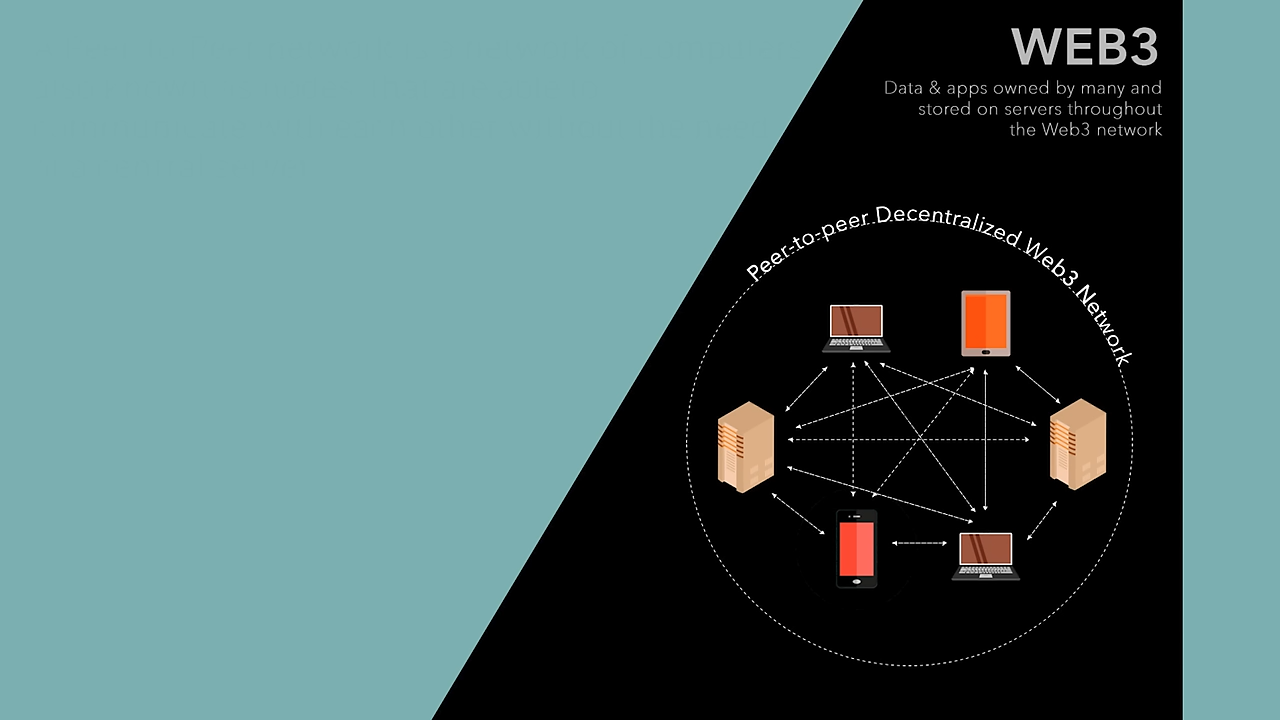 WEB3
Data & apps owned by many and
stored on servers throughout
the Web3 network
Peer-to-peer Decentralized Web3 Network